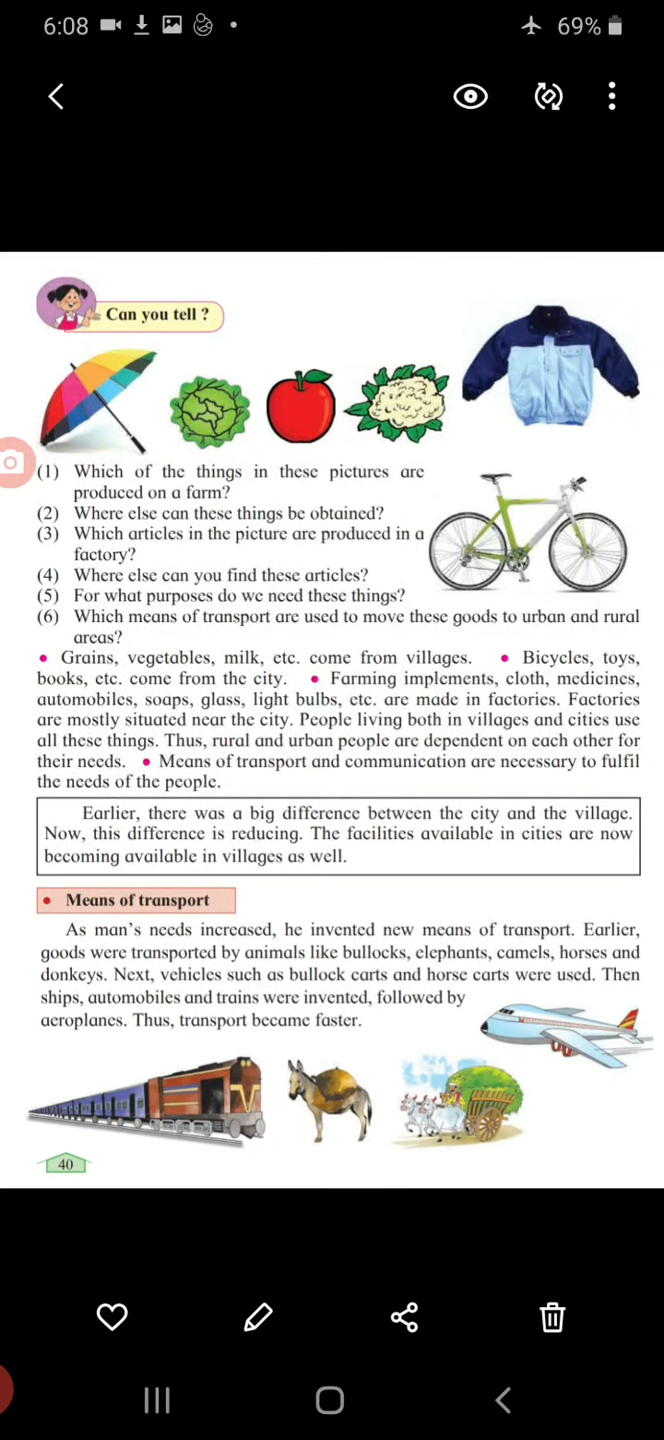 6:08
69%
Can you tell ?
(1) Which of the things in these pictures are
produced on a farm?
(2) Where else can these things be obtained?
(3) Which articles in the picture are produced in a
factory?
(4) Where else can you find these articles?
(5) For what purposes do we need these things?
(6) Which means of transport are used to move these goods to urban and rural
areas?
• Grains, vegetables, milk, etc. come from villages. • Bicycles, toys,
books, etc. come from the city. • Farming implements, cloth, medicines,
automobiles, soaps, glass, light bulbs, etc. are made in factories. Factories
are mostly situated near the city. People living both in villages and cities use
all these things. Thus, rural and urban people are dependent on each other for
their needs. • Means of transport and communication are necessary to fulfil
the needs of the people.
Earlier, there was a big difference between the city and the village.
Now, this difference is reducing. The facilities available in cities are now
becoming available in villages as well.
• Means of transport
As man's needs increased, he invented new means of transport. Earlier,
goods were transported by animals like bullocks, elephants, camels, horses and
donkeys. Next, vehicles such as bullock carts and horse carts were used. Then
ships, automobiles and trains were invented, followed by
aeroplanes. Thus, transport became faster.
40